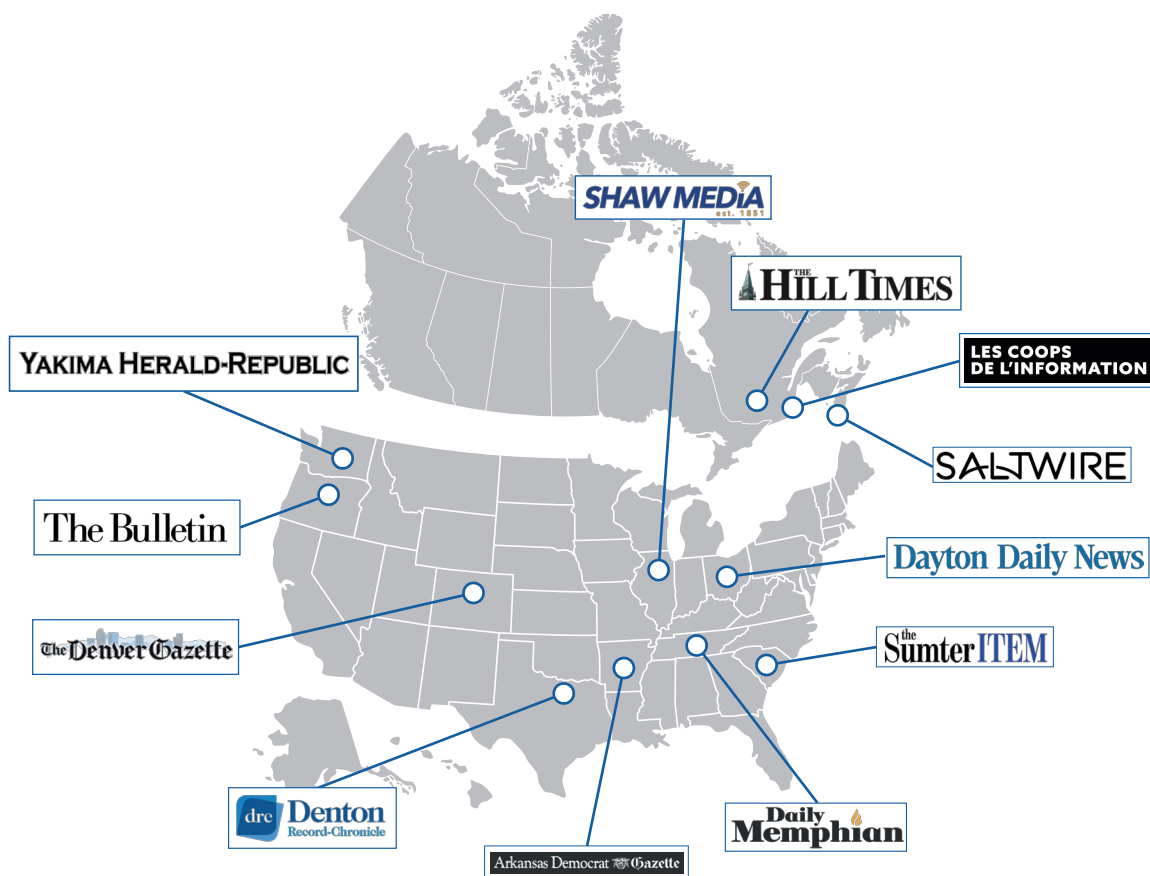 SHAW MEDIA
est. 1851
THE
HILL TIMES
YAKIMA HERALD-REPUBLIC
LES COOPS
DE L'INFORMATION
SALTWIRE
The Bulletin
Dayton Daily News
The Denver Gazette
the
Sumter ITEM
drc
Denton
Record-Chronicle
Daily
Memphian
Arkansas Democrat Gazette